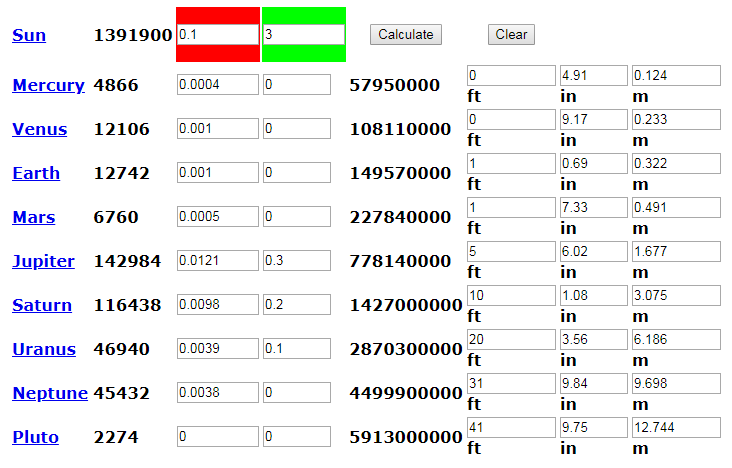 Sun 1391900 0.1 3 Calculate Clear
Mercury 4866 0.0004 0 57950000 0 4.91 0.124
ft in m
Venus 12106 0.001 0 108110000 0 9.17 0.233
ft in m
Earth 12742 0.001 0 149570000 1 0.69 0.322
ft in m
Mars 6760 0.0005 0 227840000 1 7.33 0.491
ft in m
Jupiter 142984 0.0121 0.3 778140000 5 6.02 1.677
ft in m
Saturn 116438 0.0098 0.2 1427000000 10 1.08 3.075
ft in m
Uranus 46940 0.0039 0.1 2870300000 20 3.56 6.186
ft in m
Neptune 45432 0.0038 0 4499900000 31 9.84 9.698
ft in m
Pluto 2274 0 0 5913000000 41 9.75 12.744
ft in m